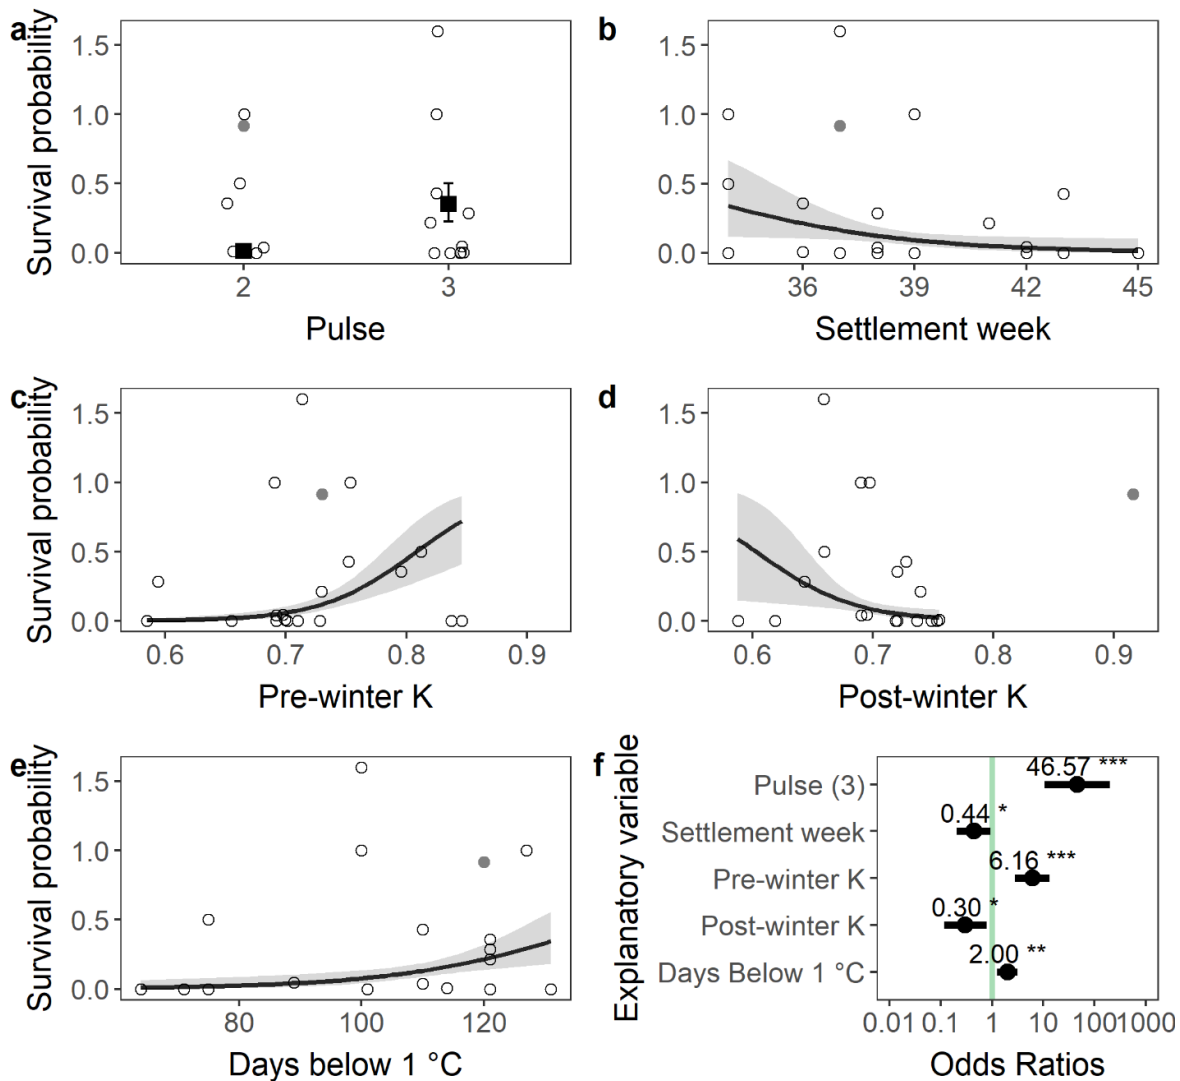 a
Survival probability
1.5
1.0
0.5
0.0
2
3
Pulse
b
1.5
1.0
0.5
0.0
36
39
42
45
Settlement week
c
Survival probability
1.5
1.0
0.5
0.0
0.6
0.7
0.8
0.9
Pre-winter K
d
1.5
1.0
0.5
0.0
0.6
0.7
0.8
0.9
Post-winter K
e
Survival probability
1.5
1.0
0.5
0.0
80
100
120
Days below 1 °C
f
Explanatory variable
Pulse (3)
46.57 ***
Settlement week
0.44 *
Pre-winter K
6.16 ***
Post-winter K
0.30 *
Days Below 1 °C
2.00 **
0.01
0.1
1
10
100
1000
Odds Ratios